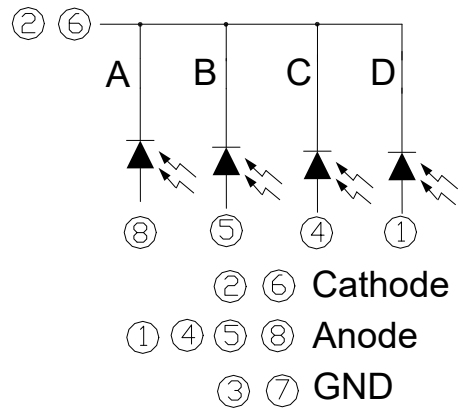 ② ⑥
A B C D
⑧ ⑤ ④ ①
② ⑥ Cathode
① ④ ⑤ ⑧ Anode
③ ⑦ GND